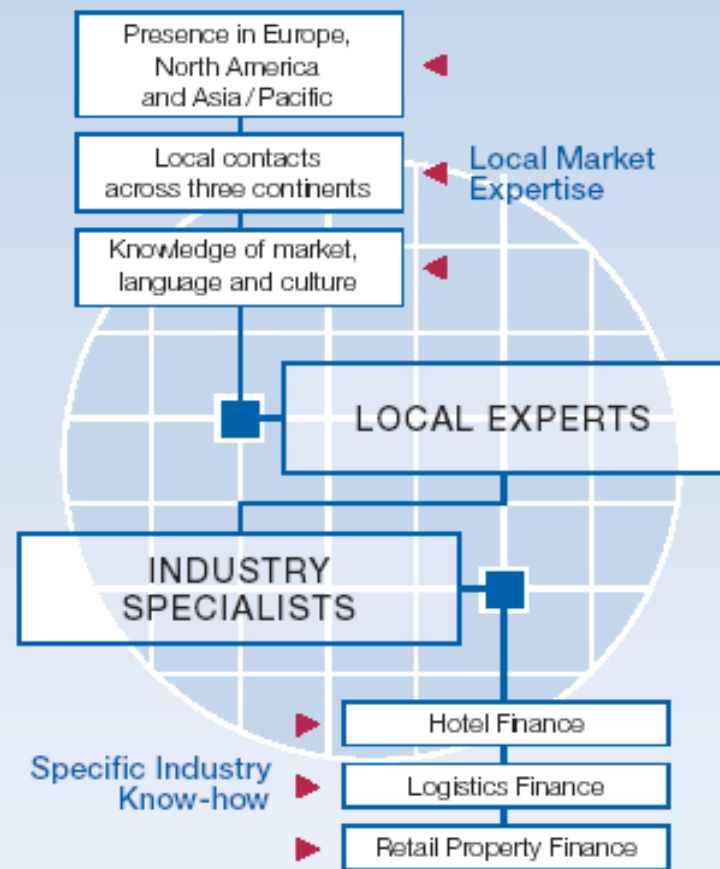 Presence in Europe,
North America
and Asia / Pacific
Local contacts
across three continents
Local Market
Expertise
Knowledge of market,
language and culture
LOCAL EXPERTS
INDUSTRY
SPECIALISTS
Hotel Finance
Specific Industry
Know-how
Logistics Finance
Retail Property Finance